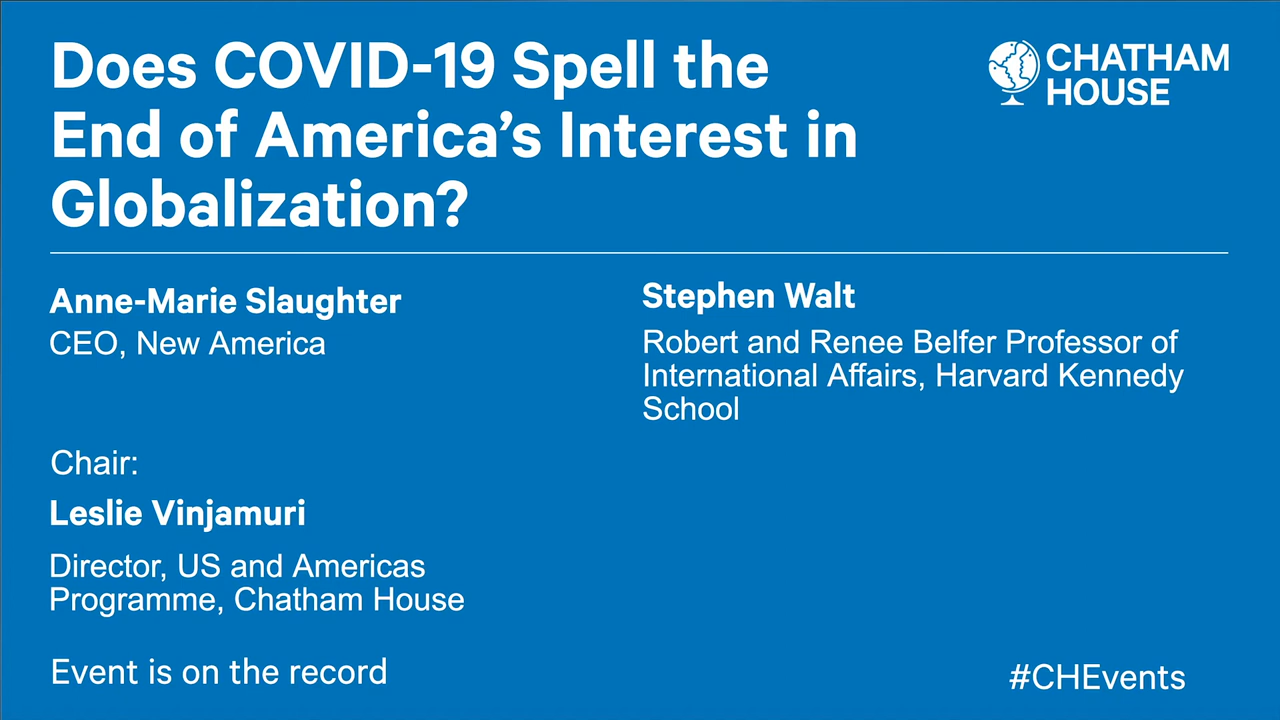 Does COVID-19 Spell the
End of America’s Interest in
Globalization?
CHATHAM
HOUSE
Anne-Marie Slaughter
CEO, New America
Stephen Walt
Robert and Renee Belfer Professor of
International Affairs, Harvard Kennedy
School
Chair:
Leslie Vinjamuri
Director, US and Americas
Programme, Chatham House
Event is on the record
#CHEvents